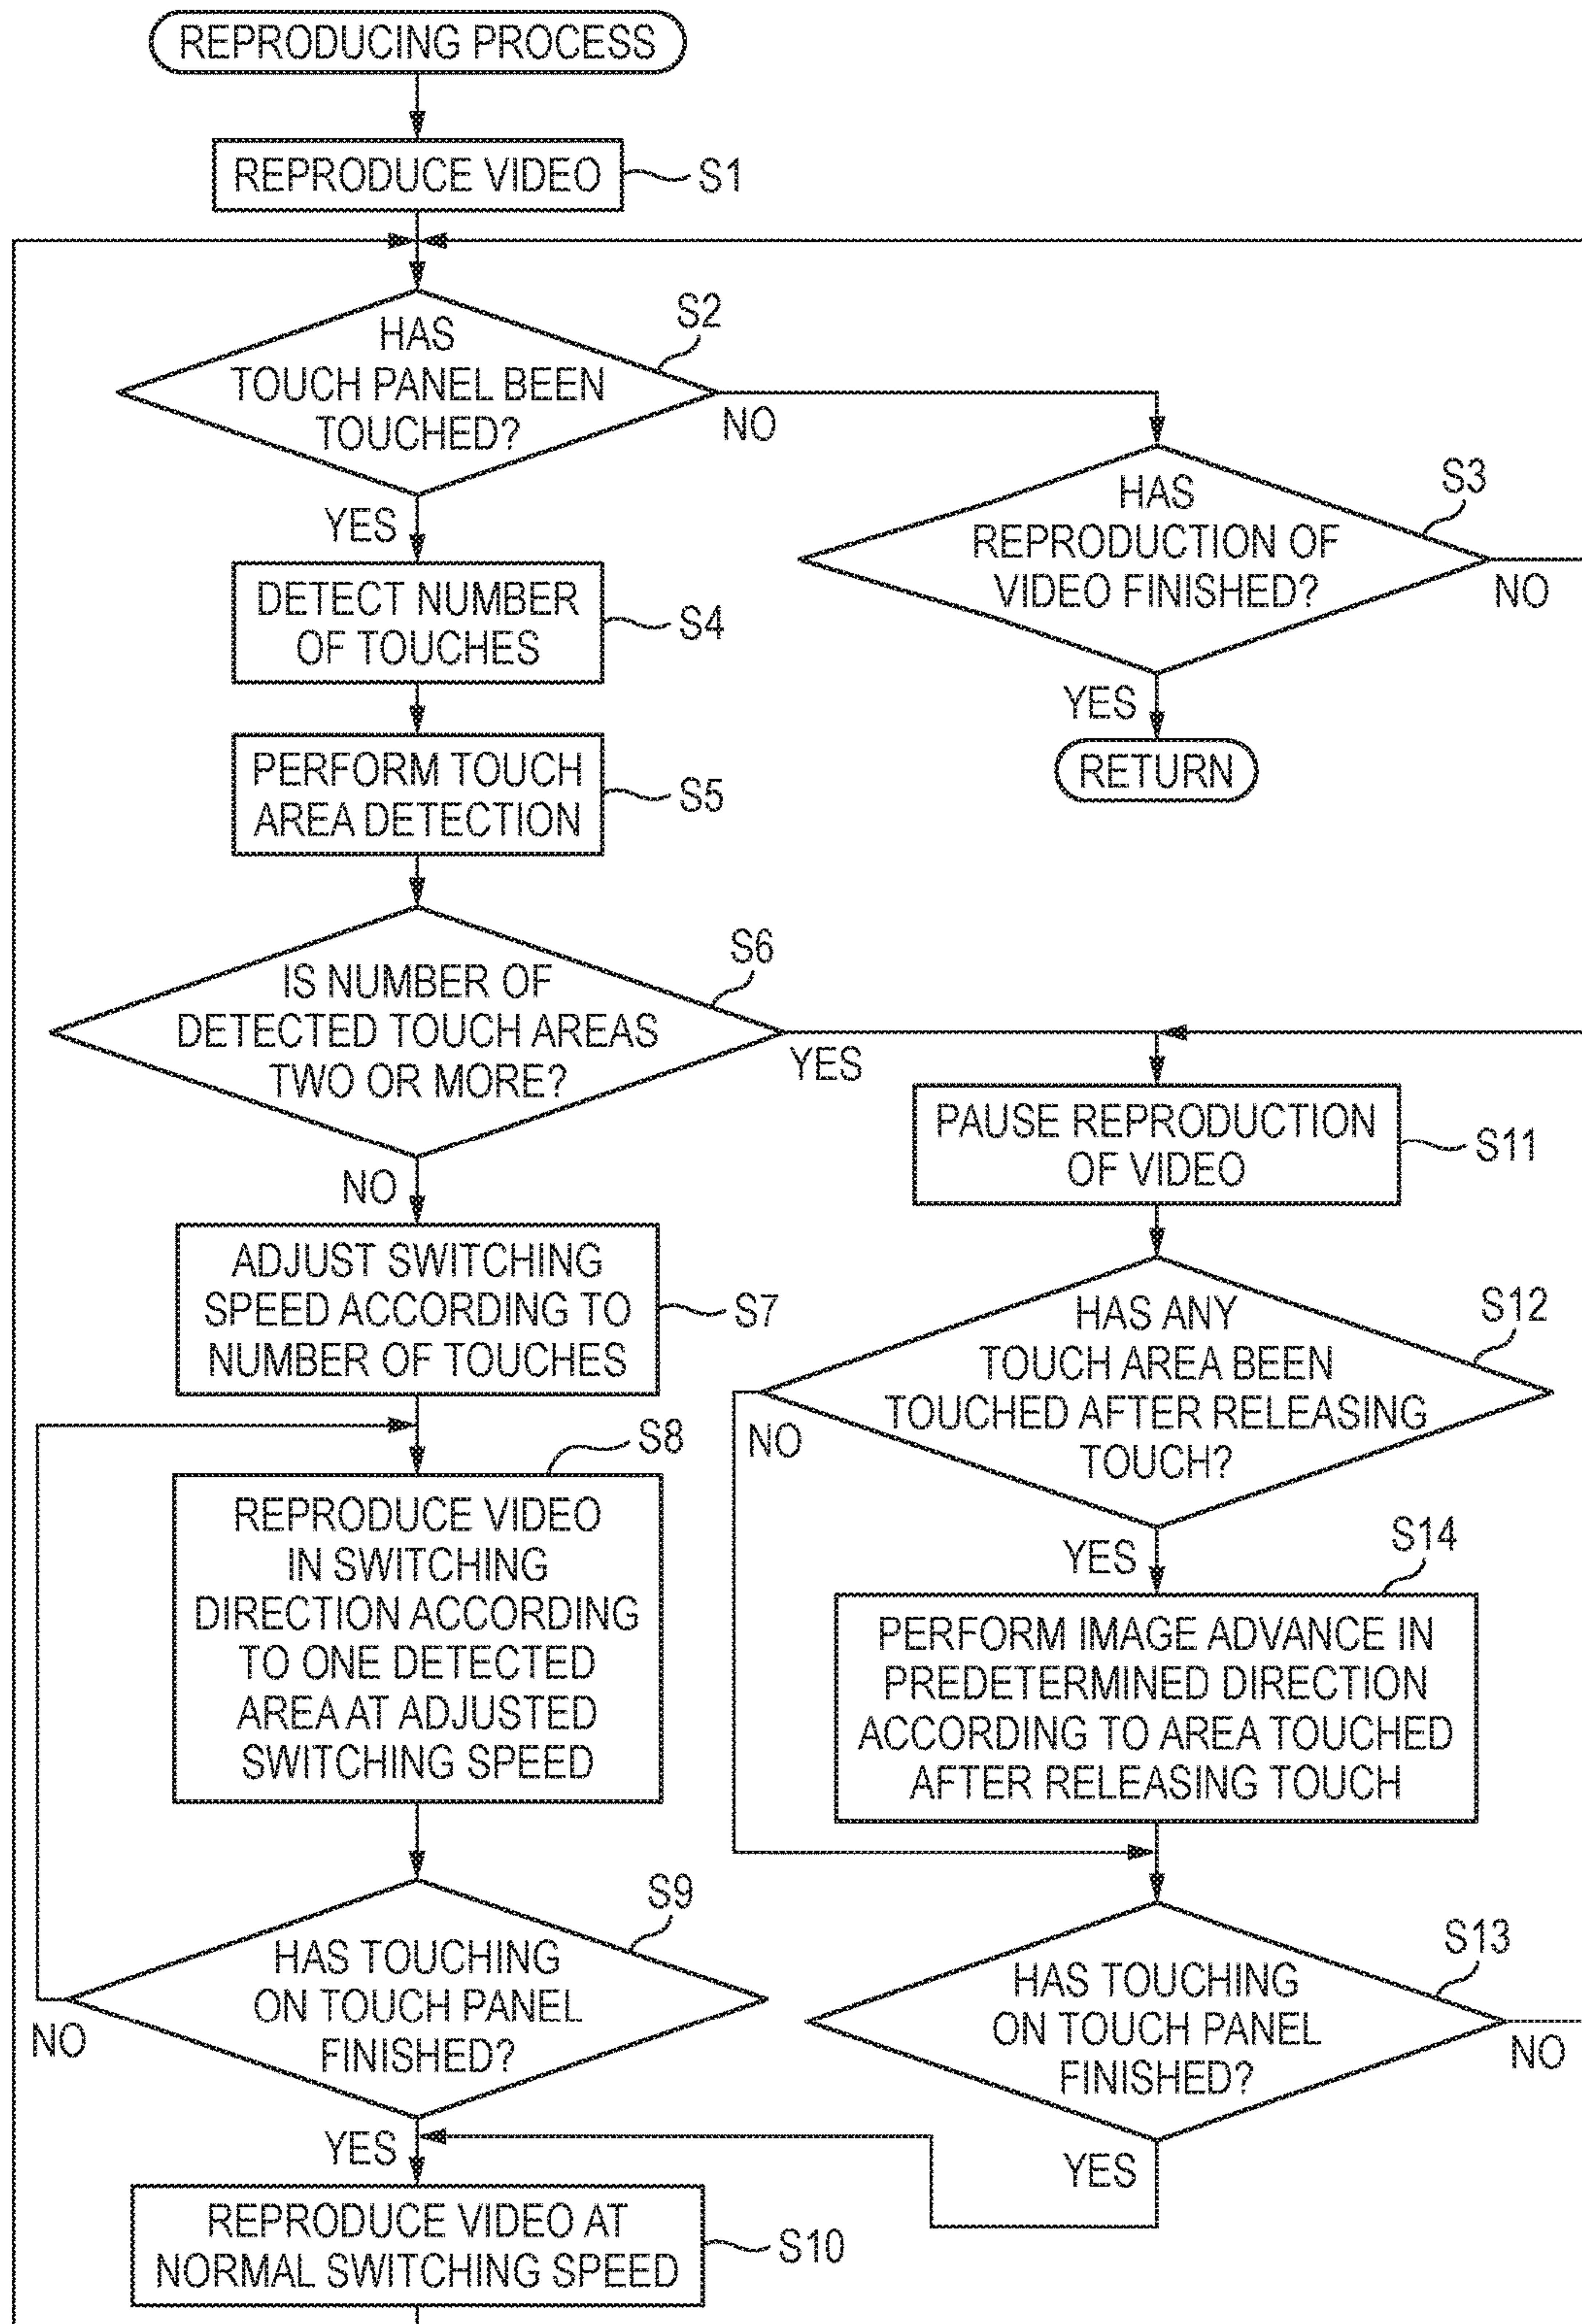 REPRODUCING PROCESS
REPRODUCE VIDEO
S1
HAS
TOUCH PANEL BEEN
TOUCHED?
S2
NO
YES
HAS
REPRODUCTION OF
VIDEO FINISHED?
S3
NO
YES
RETURN
DETECT NUMBER
OF TOUCHES
S4
PERFORM TOUCH
AREA DETECTION
S5
IS NUMBER OF
DETECTED TOUCH AREAS
TWO OR MORE?
S6
YES
NO
ADJUST SWITCHING
SPEED ACCORDING TO
NUMBER OF TOUCHES
S7
S8
REPRODUCE VIDEO
IN SWITCHING
DIRECTION ACCORDING
TO ONE DETECTED
AREA AT ADJUSTED
SWITCHING SPEED
S9
HAS TOUCHING
ON TOUCH PANEL
FINISHED?
NO
YES
REPRODUCE VIDEO AT
NORMAL SWITCHING SPEED
S10
PAUSE REPRODUCTION
OF VIDEO
S11
HAS ANY
TOUCH AREA BEEN
TOUCHED AFTER RELEASING
TOUCH?
S12
NO
YES
S14
PERFORM IMAGE ADVANCE IN
PREDETERMINED DIRECTION
ACCORDING TO AREA TOUCHED
AFTER RELEASING TOUCH
S13
HAS TOUCHING
ON TOUCH PANEL
FINISHED?
NO
YES